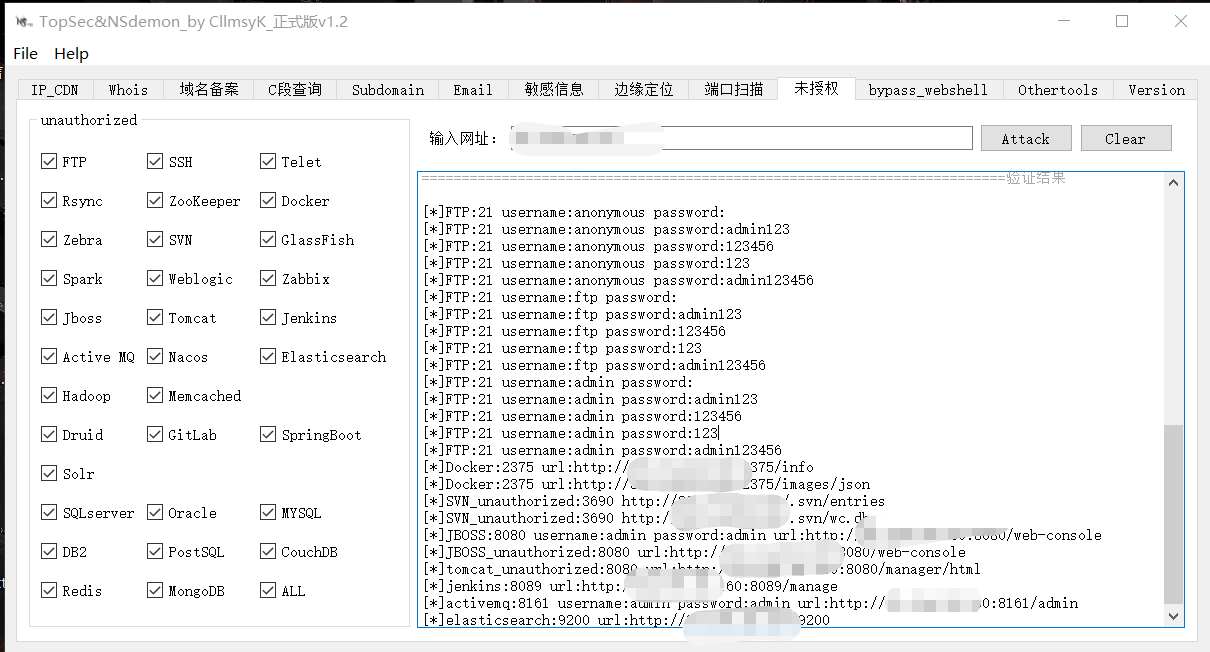 TopSec&NSdemon_by CllmsyK_正式版v1.2
File Help
IP_CDN Whois 域名备案 C段查询 Subdomain Email 敏感信息 边缘定位 端口扫描 未授权 bypass_webshell Othertools Version
unauthorized
输入网址: Attack Clear
FTP SSH Telet
Rsync ZooKeeper Docker
Zebra SVN GlassFish
Spark Weblogic Zabbix
Jboss Tomcat Jenkins
Active MQ Nacos Elasticsearch
Hadoop Memcached
Druid GitLab SpringBoot
Solr
SQLserver Oracle MYSQL
DB2 PostSQL CouchDB
Redis MongoDB ALL
=========================================================================验证结果
[*]FTP:21 username:anonymous password:
[*]FTP:21 username:anonymous password:admin123
[*]FTP:21 username:anonymous password:123456
[*]FTP:21 username:anonymous password:123
[*]FTP:21 username:anonymous password:admin123456
[*]FTP:21 username:ftp password:
[*]FTP:21 username:ftp password:admin123
[*]FTP:21 username:ftp password:123456
[*]FTP:21 username:ftp password:123
[*]FTP:21 username:ftp password:admin123456
[*]FTP:21 username:admin password:
[*]FTP:21 username:admin password:admin123
[*]FTP:21 username:admin password:123456
[*]FTP:21 username:admin password:123
[*]FTP:21 username:admin password:admin123456
[*]Docker:2375 url:http:// 375/info
[*]Docker:2375 url:http:// 2375/images/json
[*]SVN_unauthorized:3690 http:// /.svn/entries
[*]SVN_unauthorized:3690 http:// /.svn/wc.db
[*]JBOSS:8080 username:admin password:admin url:http:// 0:8080/web-console
[*]JBOSS_unauthorized:8080 url:http:// 8080/web-console
[*]tomcat_unauthorized:8080 url:http:// 0:8080/manager/html
[*]jenkins:8089 url:http:// 60:8089/manage
[*]activemq:8161 username:admin password:admin url:http:// 0:8161/admin
[*]elasticsearch:9200 url:http:// 9200